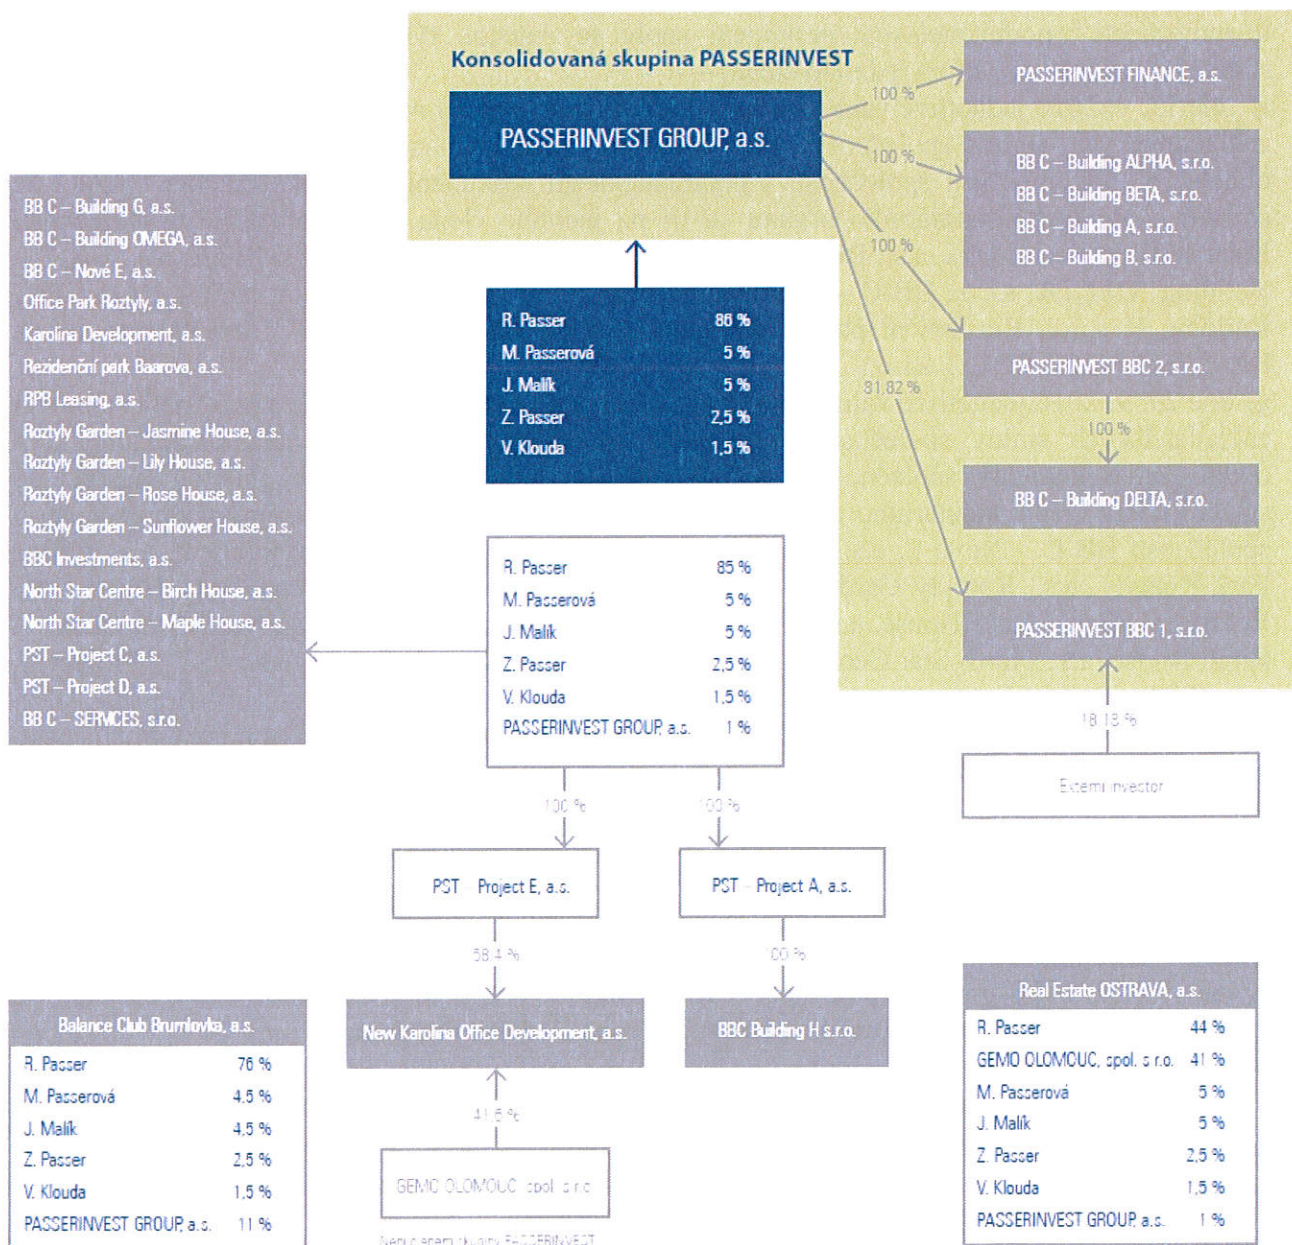 Konsolidovaná skupina PASSERINVEST
PASSERINVEST GROUP, a.s.
100 %
PASSERINVEST FINANCE, a.s.
100 %
BB C – Building ALPHA, s.r.o.
BB C – Building BETA, s.r.o.
BB C – Building A, s.r.o.
BB C – Building B, s.r.o.
100 %
PASSERINVEST BBC 2, s.r.o.
100 %
BB C – Building DELTA, s.r.o.
81,82 %
PASSERINVEST BBC 1, s.r.o.
18,18 %
Externí investor
R. Passer 86 %
M. Passerová 5 %
J. Malík 5 %
Z. Passer 2,5 %
V. Klouda 1,5 %
BB C – Building G, a.s.
BB C – Building OMEGA, a.s.
BB C – Nové E, a.s.
Office Park Roztyly, a.s.
Karolina Development, a.s.
Rezidenční park Baarova, a.s.
RPB Leasing, a.s.
Roztyly Garden – Jasmine House, a.s.
Roztyly Garden – Lily House, a.s.
Roztyly Garden – Rose House, a.s.
Roztyly Garden – Sunflower House, a.s.
BBC Investments, a.s.
North Star Centre – Birch House, a.s.
North Star Centre – Maple House, a.s.
PST – Project C, a.s.
PST – Project D, a.s.
BB C – SERVICES, s.r.o.
R. Passer 85 %
M. Passerová 5 %
J. Malík 5 %
Z. Passer 2,5 %
V. Klouda 1,5 %
PASSERINVEST GROUP, a.s. 1 %
100 % 100 %
PST – Project E, a.s.
PST – Project A, a.s.
58,4 %
100 %
New Karolina Office Development, a.s.
BBC Building H s.r.o.
41,6 %
GEMO OLOMOUC, spol. s r.o.
Není členem skupiny PASSERINVEST
Balance Club Brumlovka, a.s.
R. Passer 76 %
M. Passerová 4,5 %
J. Malík 4,5 %
Z. Passer 2,5 %
V. Klouda 1,5 %
PASSERINVEST GROUP, a.s. 11 %
Real Estate OSTRAVA, a.s.
R. Passer 44 %
GEMO OLOMOUC, spol. s r.o. 41 %
M. Passerová 5 %
J. Malík 5 %
Z. Passer 2,5 %
V. Klouda 1,5 %
PASSERINVEST GROUP, a.s. 1 %